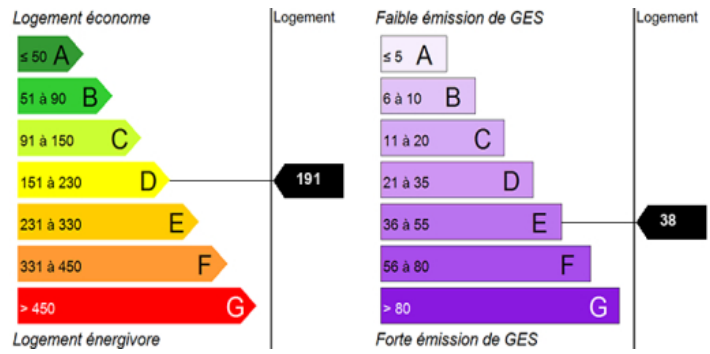 Logement économe
Logement
≤ 50 A
51 à 90 B
91 à 150 C
151 à 230 D
191
231 à 330 E
331 à 450 F
> 450 G
Logement énergivore
Faible émission de GES
Logement
≤ 5 A
6 à 10 B
11 à 20 C
21 à 35 D
36 à 55 E
38
56 à 80 F
> 80 G
Forte émission de GES